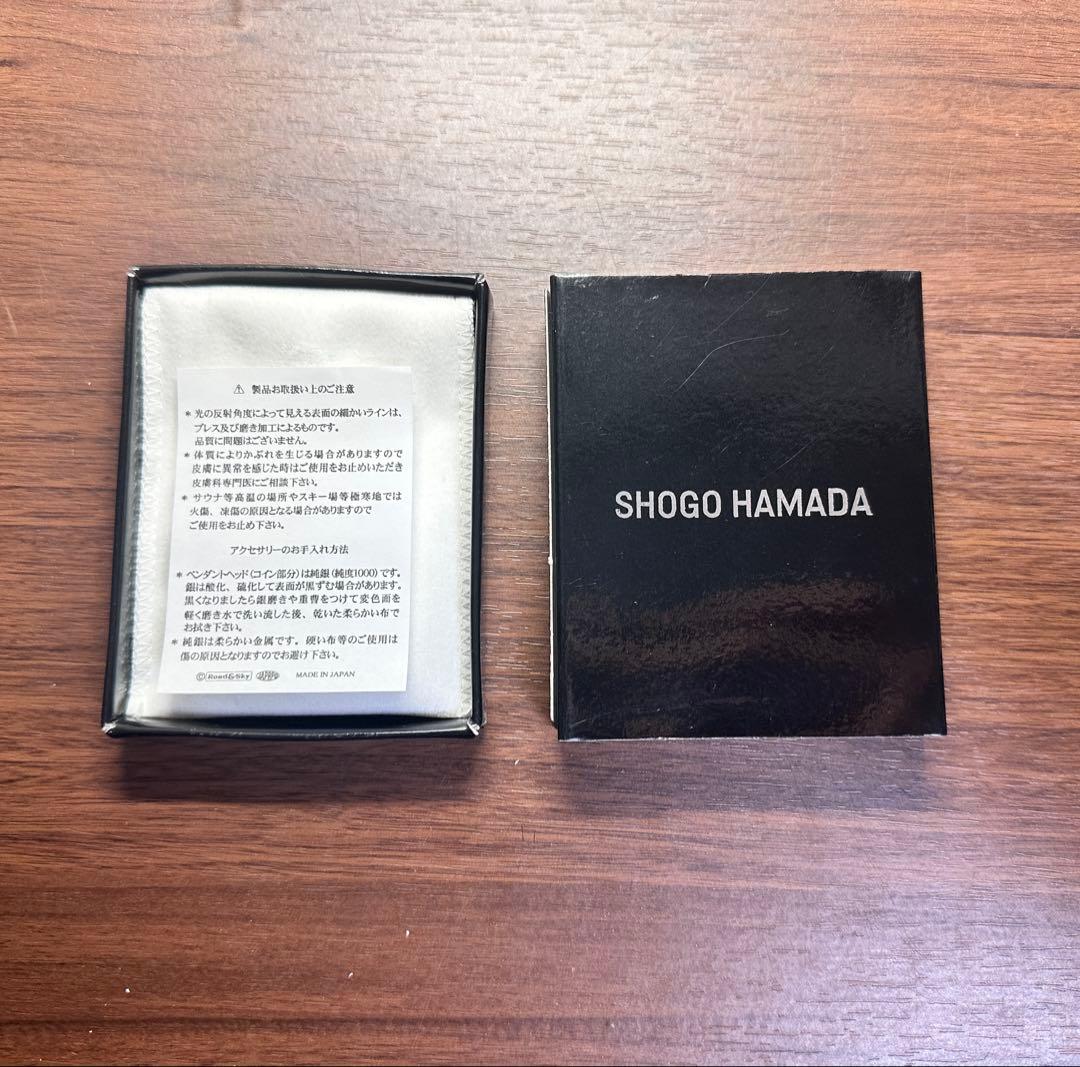 ⚠ 製品お取扱い上のご注意
* 光の反射角度によって見える表面の細かいラインは、
プレス及び磨き加工によるものです。
品質に問題はございません。
* 体質によりかぶれを生じる場合がありますので
皮膚に異常を感じた時はご使用をお止めいただき
皮膚科専門医にご相談下さい。
* サウナ等高温の場所やスキー場等極寒地では
火傷、凍傷の原因となる場合がありますので
ご使用をお止め下さい。
アクセサリーのお手入れ方法
* ペンダントヘッド(コイン部分)は純銀(純度1000)です。
銀は酸化、硫化して表面が黒ずむ場合があります。
黒くなりましたら銀磨きや重費をつけて変色面を
軽く磨き水で洗い流した後、乾いた柔らかい布で
お拭き下さい。
* 純銀は柔らかい金属です。硬い布等のご使用は
傷の原因となりますのでお避け下さい。
©Road&Sky MADE IN JAPAN
SHOGO HAMADA